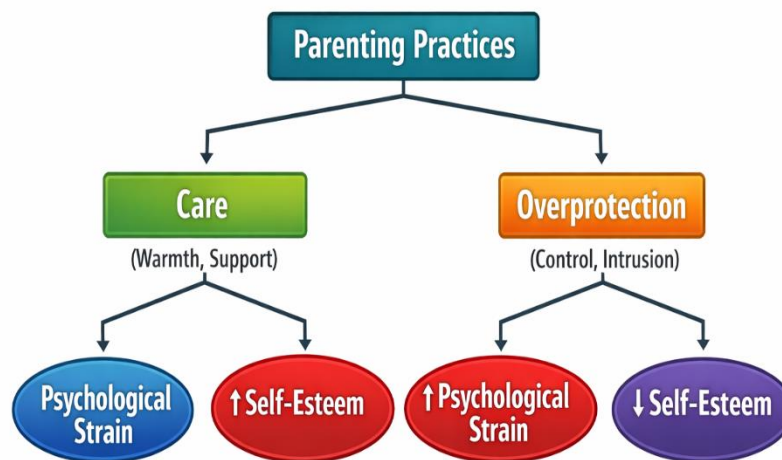 Parenting Practices
Care
Overprotection
(Warmth, Support)
(Control, Intrusion)
Psychological
Strain
↑ Self-Esteem
↑ Psychological
Strain
↓ Self-Esteem